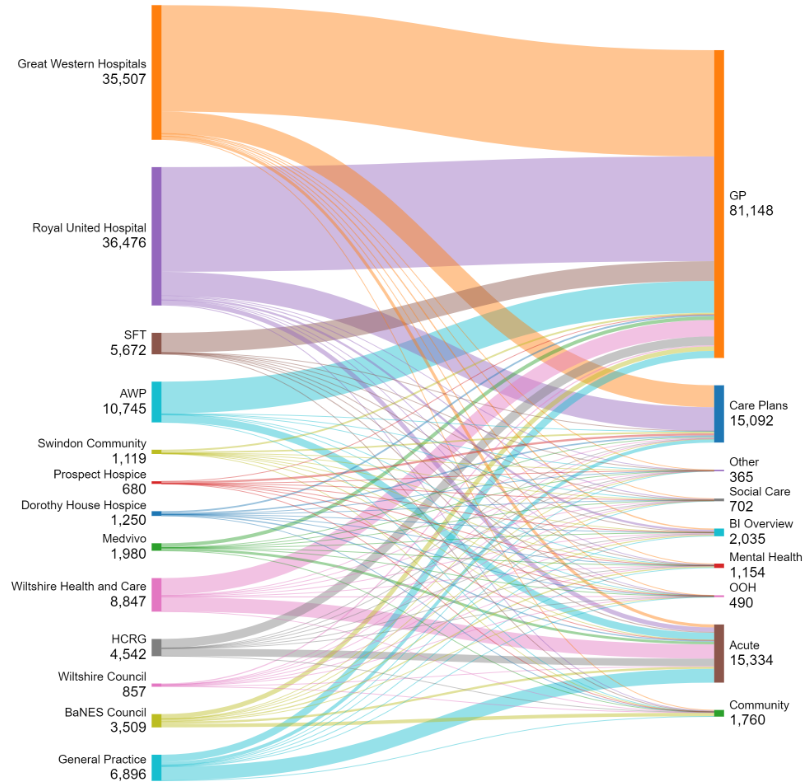 Great Western Hospitals
35,507
Royal United Hospital
36,476
SFT
5,672
AWP
10,745
Swindon Community
1,119
Prospect Hospice
680
Dorothy House Hospice
1,250
Medvivo
1,980
Wiltshire Health and Care
8,847
HCRG
4,542
Wiltshire Council
857
BaNES Council
3,509
General Practice
6,896
GP
81,148
Care Plans
15,092
Other
365
Social Care
702
BI Overview
2,035
Mental Health
1,154
OOH
490
Acute
15,334
Community
1,760